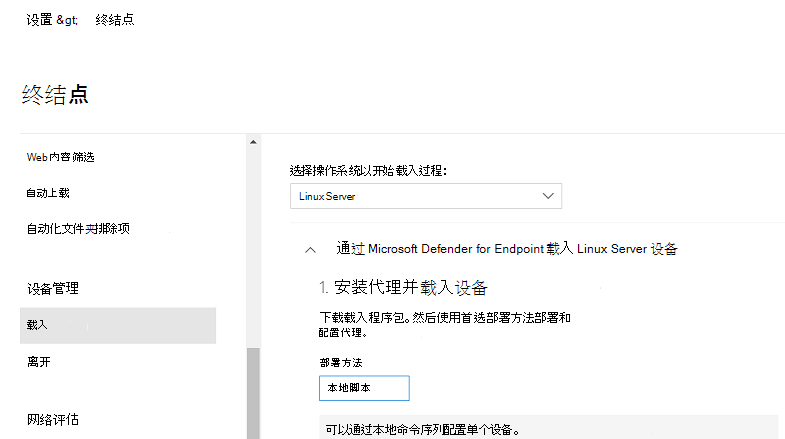 设置 &gt; 终结点
终结点
Web内容筛选
自动上载
自动化文件夹排除项
设备管理
载入
离开
网络评估
选择操作系统以开始载入过程:
Linux Server
通过 Microsoft Defender for Endpoint 载入 Linux Server 设备
1. 安装代理并载入设备
下载载入程序包。然后使用首选部署方法部署和
配置代理。
部署方法
本地脚本
可以通过本地命令序列配置单个设备。